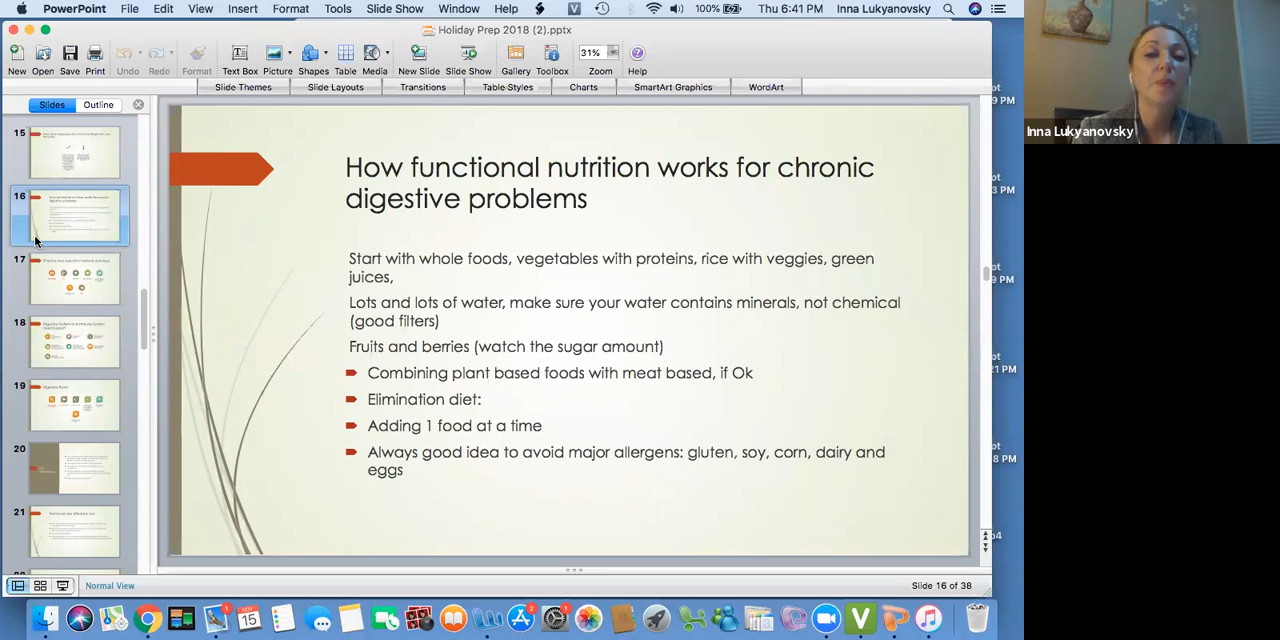 PowerPoint File Edit View Insert Format Tools Slide Show Window Help 100% Thu 6:41 PM Inna Lukyanovsky
Holiday Prep 2018 (2).pptx
31%
New Open Save Print Undo Redo Format Text Box Picture Shapes Table Media New Slide Slide Show Gallery Toolbox Zoom Help
Slide Themes Slide Layouts Transitions Table Styles Charts SmartArt Graphics WordArt
Slides Outline
15
16
17
18
19
20
21
How functional nutrition works for chronic
digestive problems
Start with whole foods, vegetables with proteins, rice with veggies, green
juices,
Lots and lots of water, make sure your water contains minerals, not chemical
(good filters)
Fruits and berries (watch the sugar amount)
Combining plant based foods with meat based, if Ok
Elimination diet:
Adding 1 food at a time
Always good idea to avoid major allergens: gluten, soy, corn, dairy and
eggs
Normal View
Slide 16 of 38
Inna Lukyanovsky
NOV
15